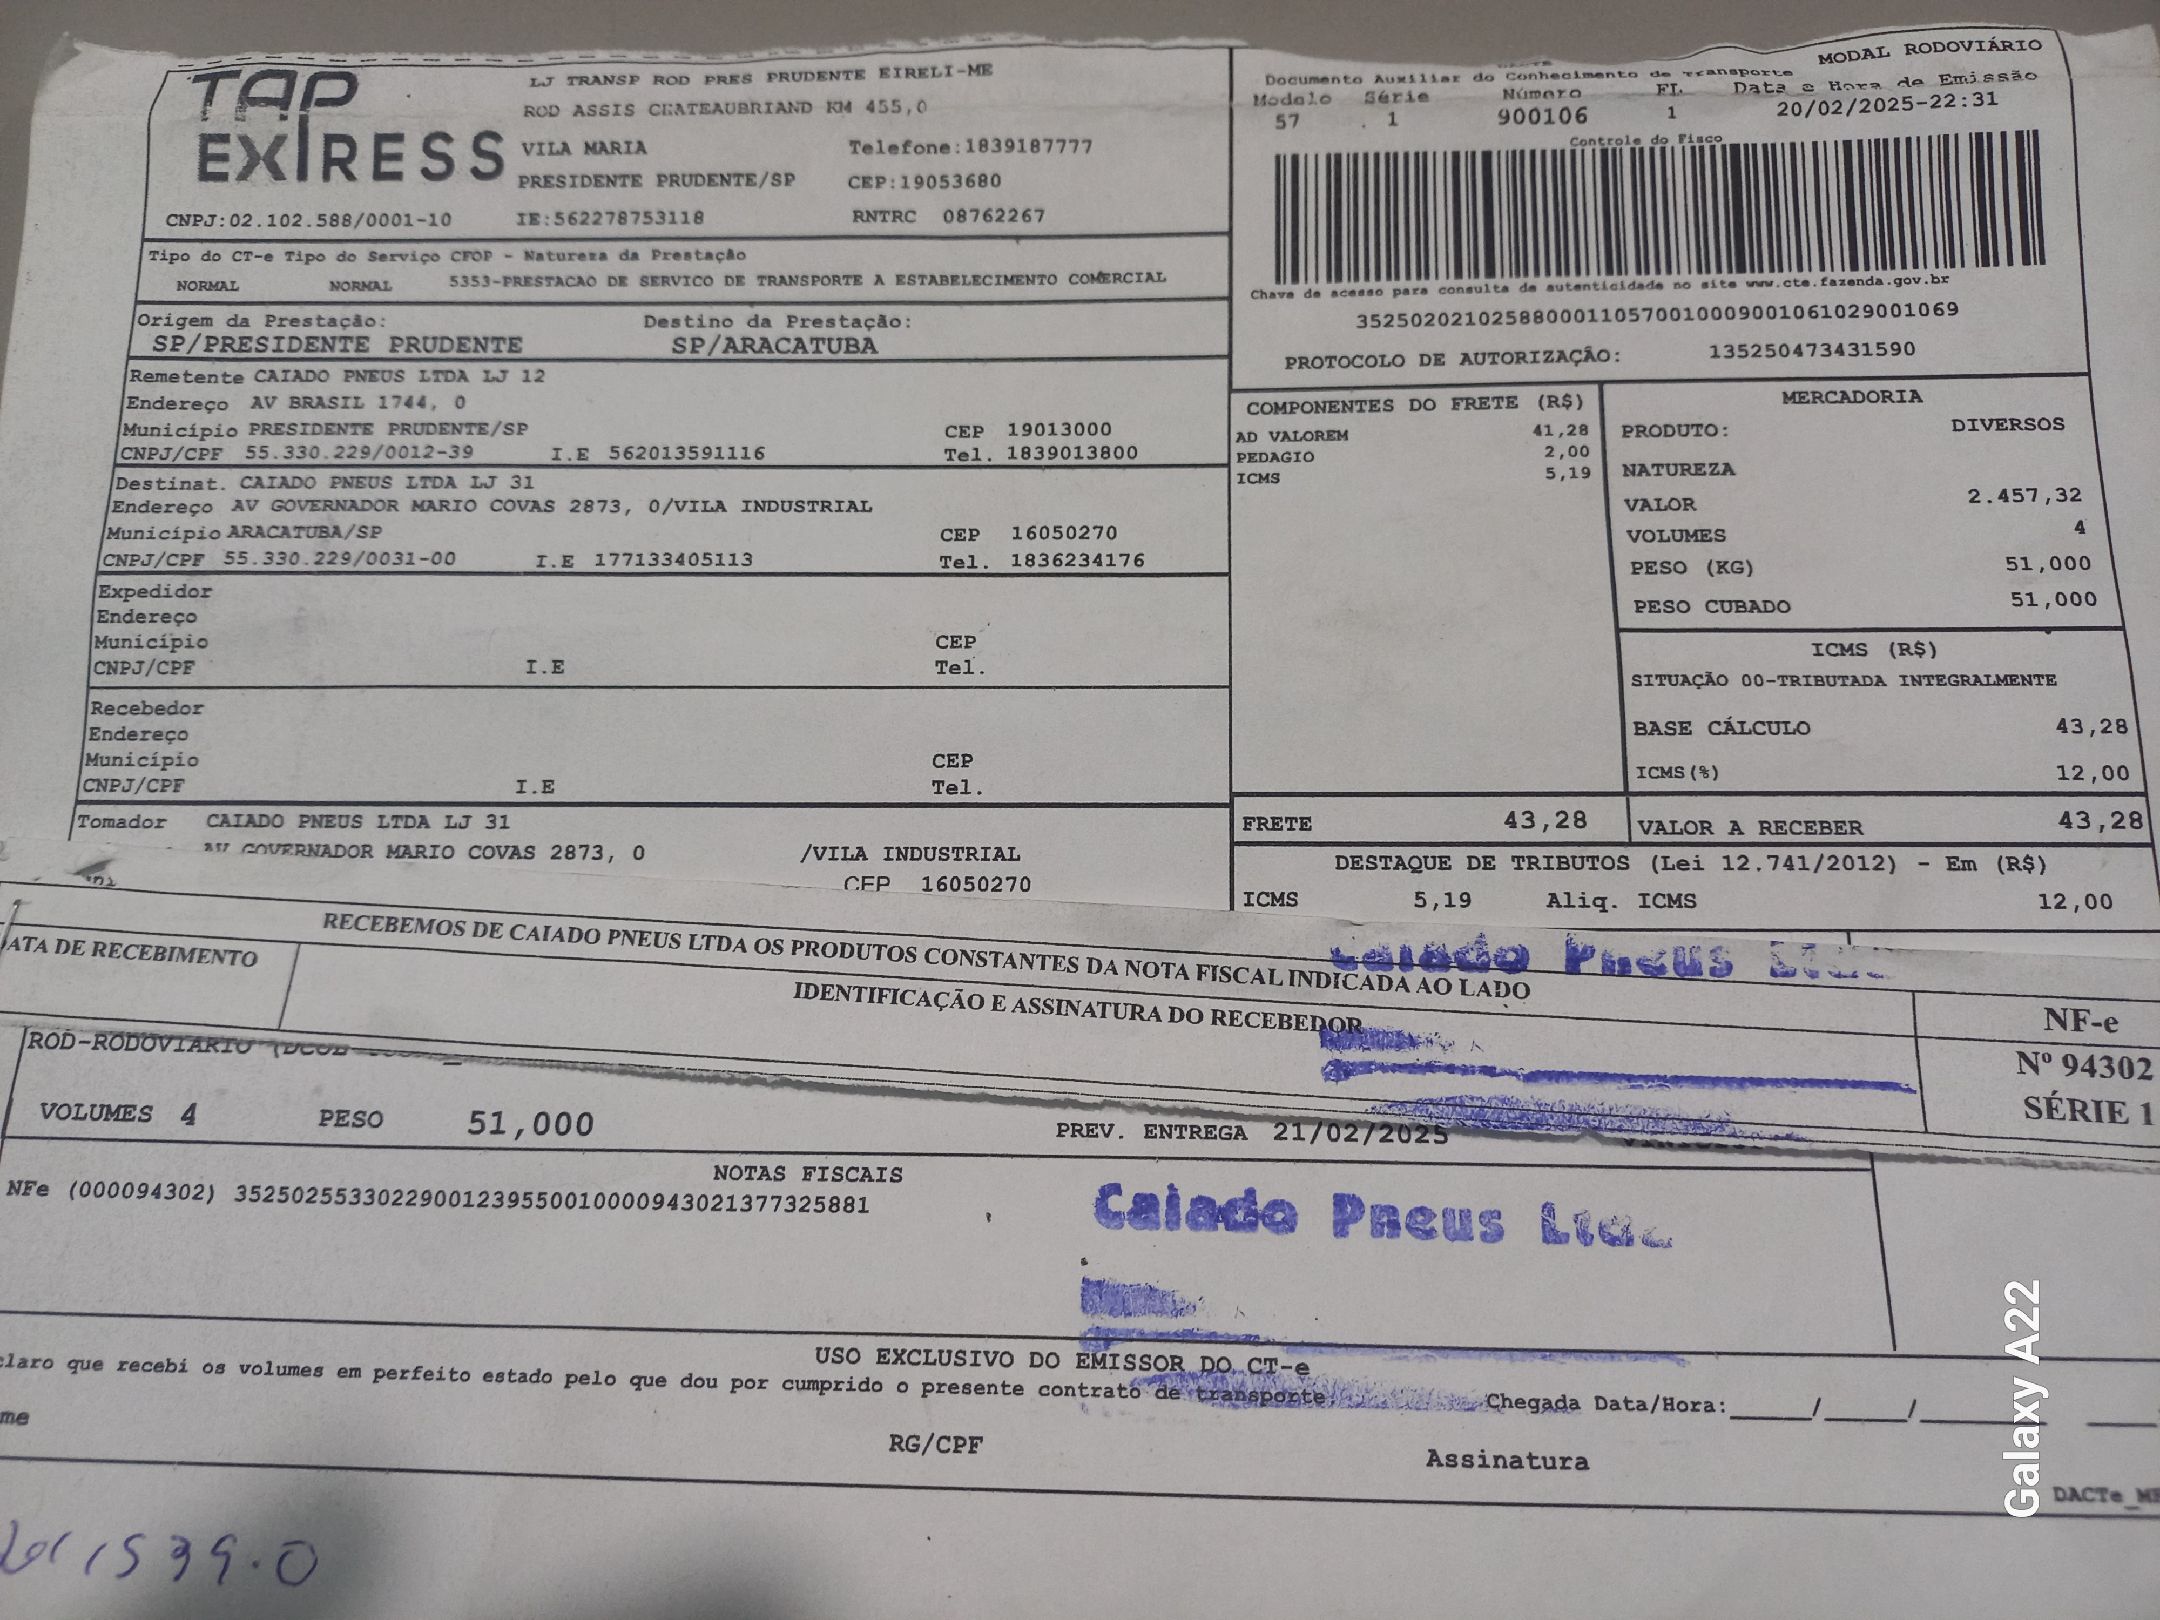 TAP EXPRESS
LJ TRANSP ROD PRES PRUDENTE EIRELI-ME
ROD ASSIS CHATEAUBRIAND KM 455,0
VILA MARIA Telefone:1839187777
PRESIDENTE PRUDENTE/SP CEP:19053680
CNPJ:02.102.588/0001-10 IE:562278753118 RNTRC 08762267
MODAL RODOVIÁRIO
Documento Auxiliar do Conhecimento de Transporte
Modelo Série Número FL Data e Hora de Emissão
57 . 1 900106 1 20/02/2025-22:31
Controle do Fisco
Chave de acesso para consulta de autenticidade no site www.cte.fazenda.gov.br
35250202102588000110570010009001061029001069
PROTOCOLO DE AUTORIZAÇÃO: 135250473431590
Tipo do CT-e Tipo do Serviço CFOP - Natureza da Prestação
NORMAL NORMAL 5353-PRESTACAO DE SERVICO DE TRANSPORTE A ESTABELECIMENTO COMERCIAL
Origem da Prestação: Destino da Prestação:
SP/PRESIDENTE PRUDENTE SP/ARACATUBA
Remetente CAIADO PNEUS LTDA LJ 12
Endereço AV BRASIL 1744, 0
Município PRESIDENTE PRUDENTE/SP CEP 19013000
CNPJ/CPF 55.330.229/0012-39 I.E 562013591116 Tel. 1839013800
Destinat. CAIADO PNEUS LTDA LJ 31
Endereço AV GOVERNADOR MARIO COVAS 2873, 0/VILA INDUSTRIAL
Município ARACATUBA/SP CEP 16050270
CNPJ/CPF 55.330.229/0031-00 I.E 177133405113 Tel. 1836234176
Expedidor
Endereço
Município CEP
CNPJ/CPF I.E Tel.
Recebedor
Endereço
Município CEP
CNPJ/CPF I.E Tel.
Tomador CAIADO PNEUS LTDA LJ 31
AV GOVERNADOR MARIO COVAS 2873, 0 /VILA INDUSTRIAL
CEP 16050270
COMPONENTES DO FRETE (R$)
AD VALOREM 41,28
PEDAGIO 2,00
ICMS 5,19
MERCADORIA
PRODUTO: DIVERSOS
NATUREZA
VALOR 2.457,32
VOLUMES 4
PESO (KG) 51,000
PESO CUBADO 51,000
ICMS (R$)
SITUAÇÃO 00-TRIBUTADA INTEGRALMENTE
BASE CÁLCULO 43,28
ICMS(%) 12,00
FRETE 43,28 VALOR A RECEBER 43,28
DESTAQUE DE TRIBUTOS (Lei 12.741/2012) - Em (R$)
ICMS 5,19 Aliq. ICMS 12,00
RECEBEMOS DE CAIADO PNEUS LTDA OS PRODUTOS CONSTANTES DA NOTA FISCAL INDICADA AO LADO
Caiado Pneus Ltda
ATA DE RECEBIMENTO
IDENTIFICAÇÃO E ASSINATURA DO RECEBEDOR
NF-e
Nº 94302
SÉRIE 1
ROD-RODOVIARIO
VOLUMES 4 PESO 51,000 PREV. ENTREGA 21/02/2025
NOTAS FISCAIS
NFe (000094302) 35250255330229001239550010000943021377325881
Caiado Pneus Ltda
USO EXCLUSIVO DO EMISSOR DO CT-e
claro que recebi os volumes em perfeito estado pelo que dou por cumprido o presente contrato de transporte.
Chegada Data/Hora:_____/_____/_____
me RG/CPF Assinatura
DACTe
Galaxy A22